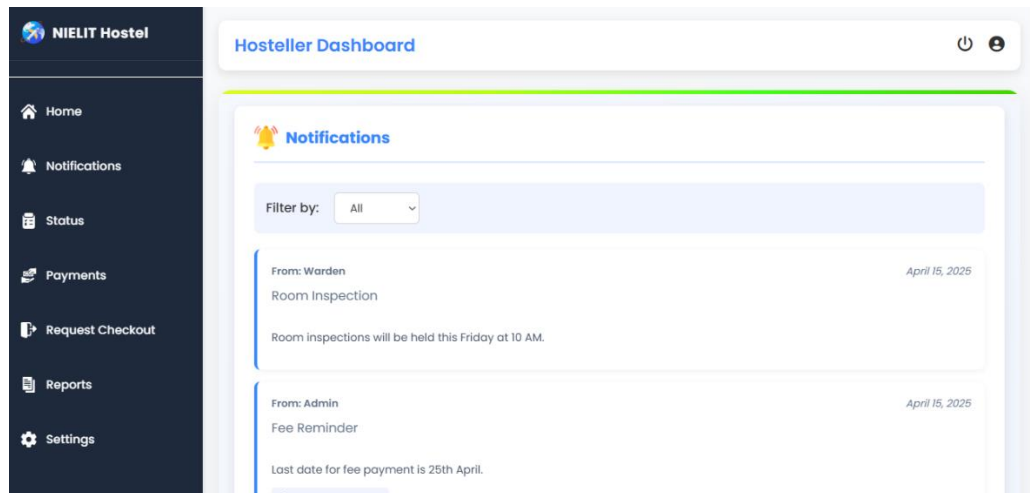 NIELIT Hostel
Home
Notifications
Status
Payments
Request Checkout
Reports
Settings
Hosteller Dashboard
Notifications
Filter by: All
From: Warden April 15, 2025
Room Inspection
Room inspections will be held this Friday at 10 AM.
From: Admin April 15, 2025
Fee Reminder
Last date for fee payment is 25th April.